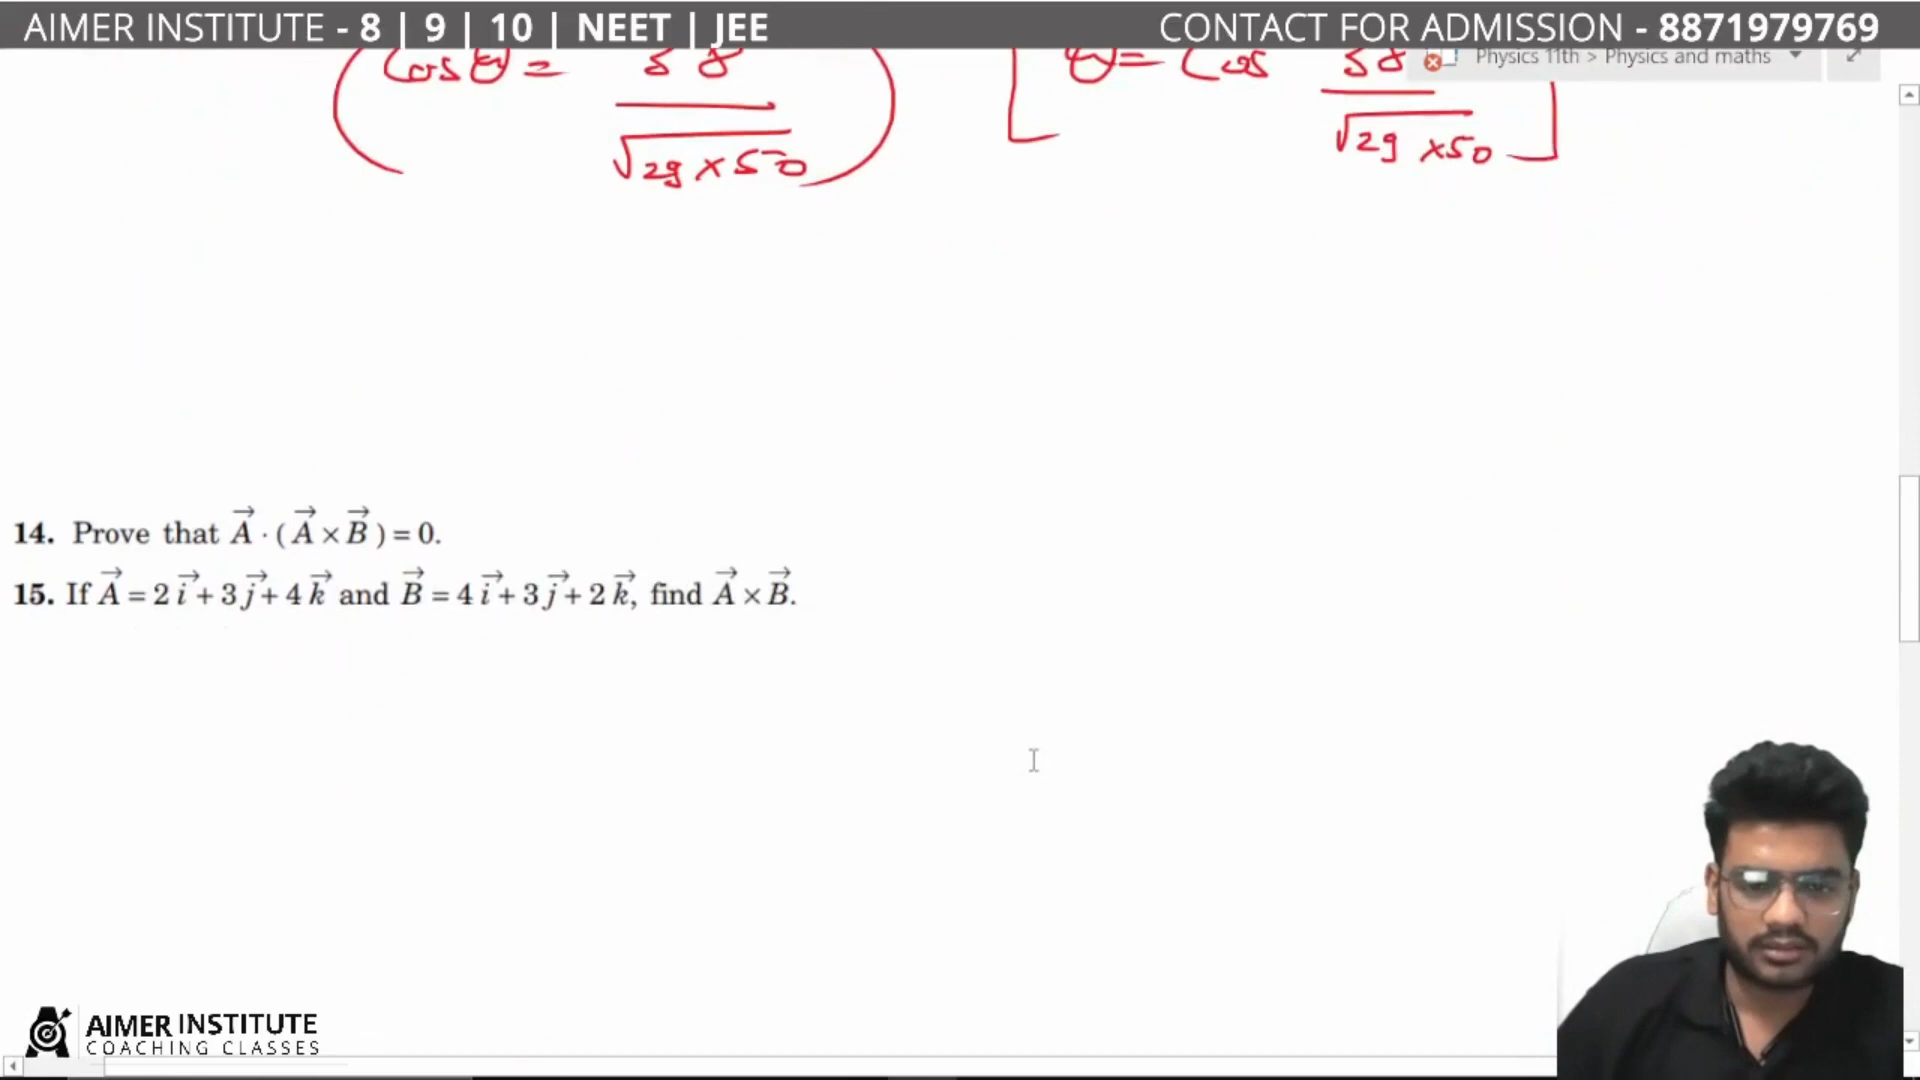 AIMER INSTITUTE - 8 | 9 | 10 | NEET | JEE
CONTACT FOR ADMISSION - 8871979769
Physics 11th > Physics and maths
Cosθ = 58
√29 × 50
θ = Cos 58
√29 × 50
14. Prove that A⃗ · (A⃗ × B⃗) = 0.
15. If A⃗ = 2 i⃗ + 3 j⃗ + 4 k⃗ and B⃗ = 4 i⃗ + 3 j⃗ + 2 k⃗, find A⃗ × B⃗.
AIMER INSTITUTE
COACHING CLASSES